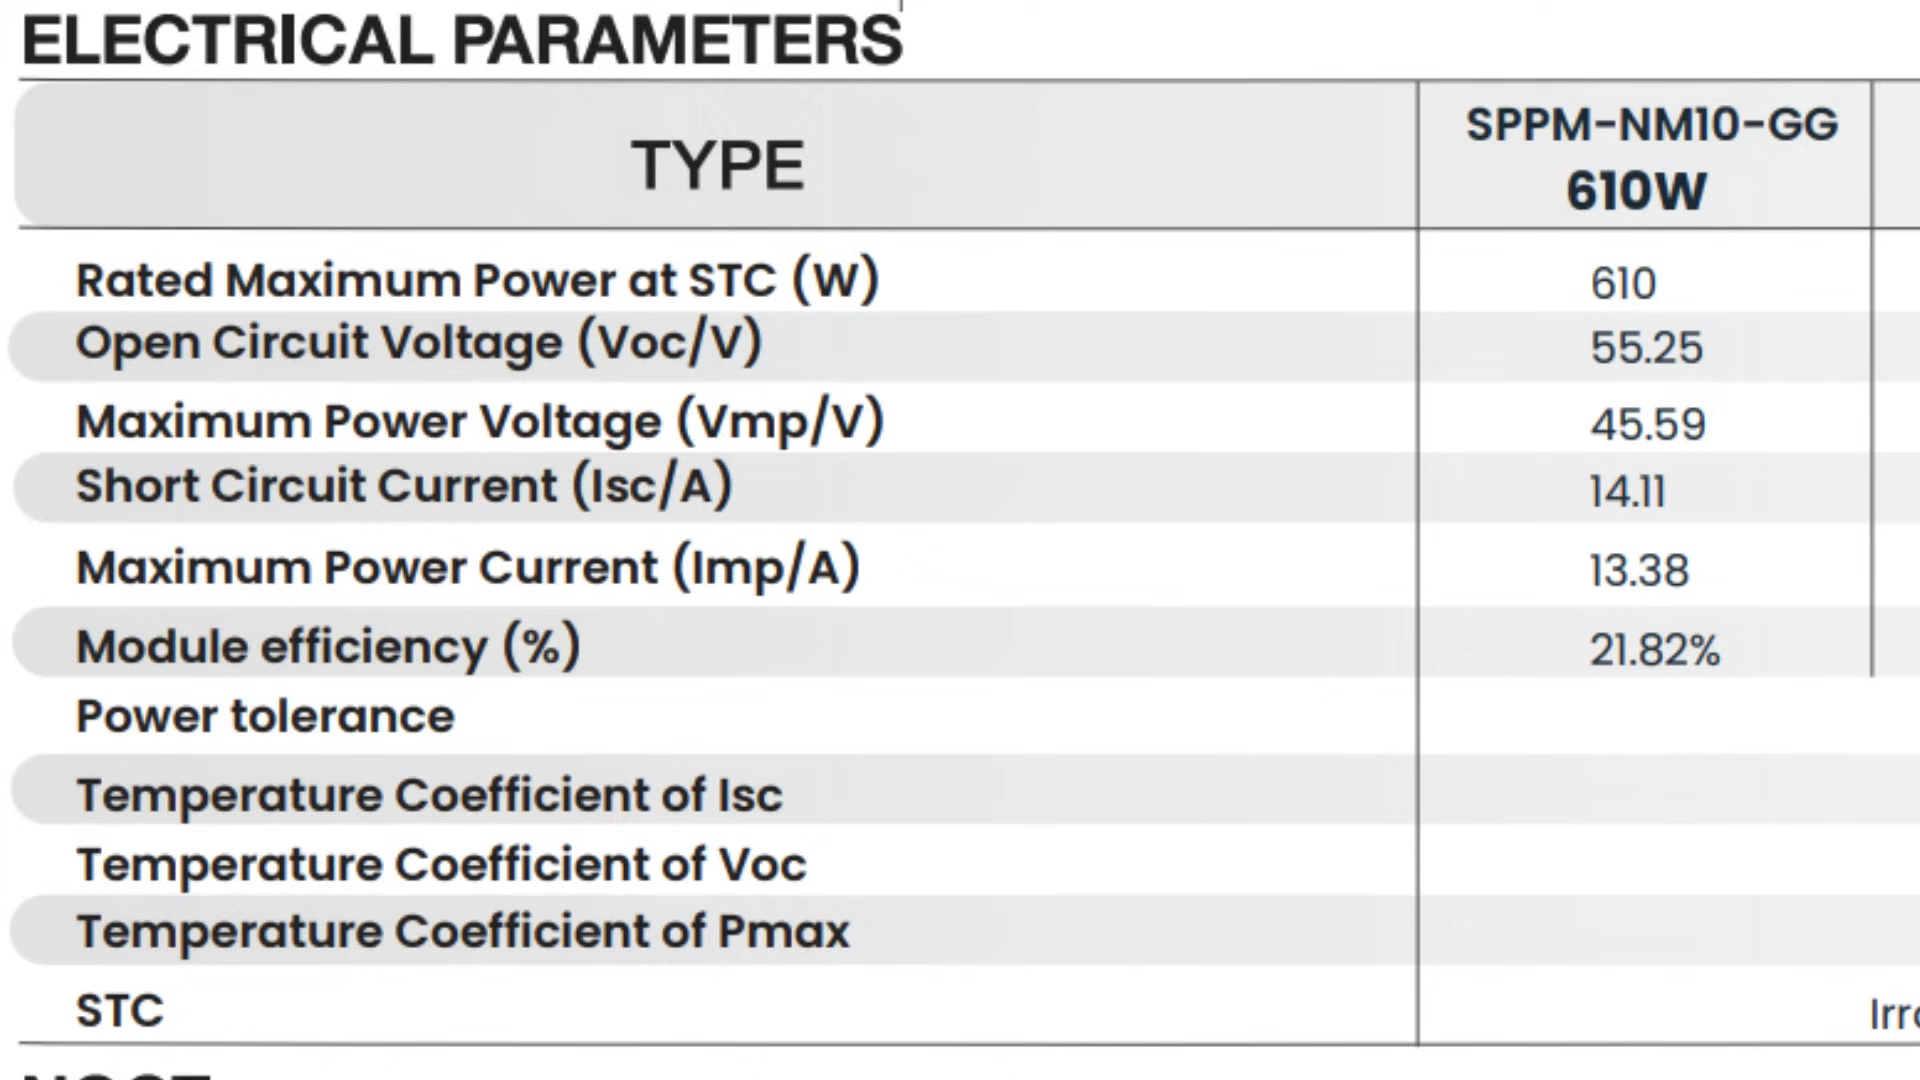 ELECTRICAL PARAMETERS
TYPE
SPPM-NM10-GG
610W
Rated Maximum Power at STC (W) 610
Open Circuit Voltage (Voc/V) 55.25
Maximum Power Voltage (Vmp/V) 45.59
Short Circuit Current (Isc/A) 14.11
Maximum Power Current (Imp/A) 13.38
Module efficiency (%) 21.82%
Power tolerance
Temperature Coefficient of Isc
Temperature Coefficient of Voc
Temperature Coefficient of Pmax
STC